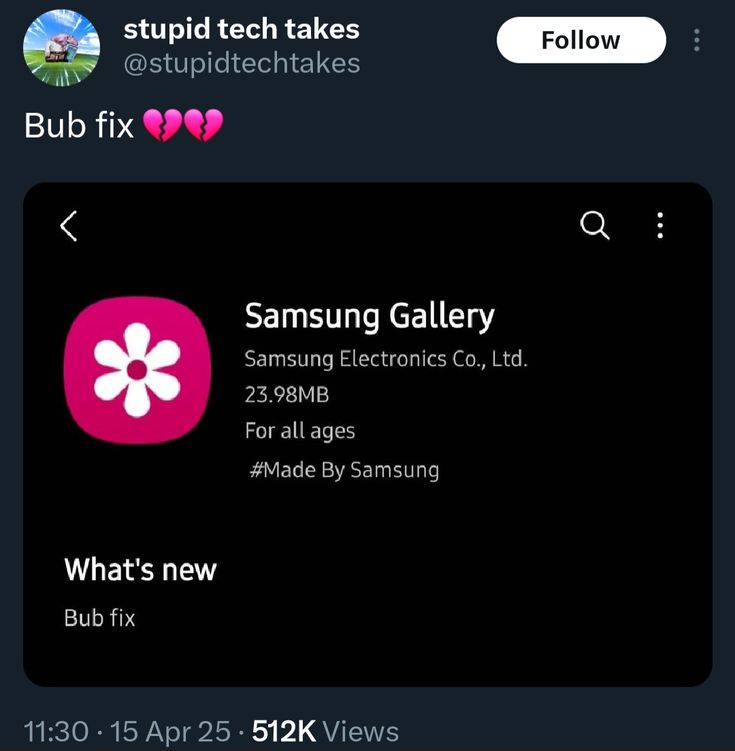 stupid tech takes
@stupidtechtakes
Follow
Bub fix 💔💔
Samsung Gallery
Samsung Electronics Co., Ltd.
23.98MB
For all ages
#Made By Samsung
What's new
Bub fix
11:30 · 15 Apr 25 · 512K Views